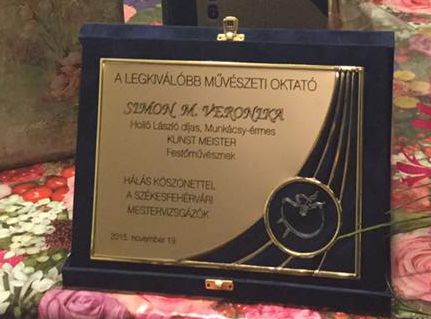 A LEGKIVÁLÓBB MŰVÉSZETI OKTATÓ
SIMON M. VERONIKA
Holló László díjas, Munkácsy-érmes
KUNST MEISTER
Festőművésznek
HÁLÁS KÖSZÖNETTEL
A SZÉKESFEHÉRVÁRI
MESTERVIZSGÁZÓK
2015. november 19.